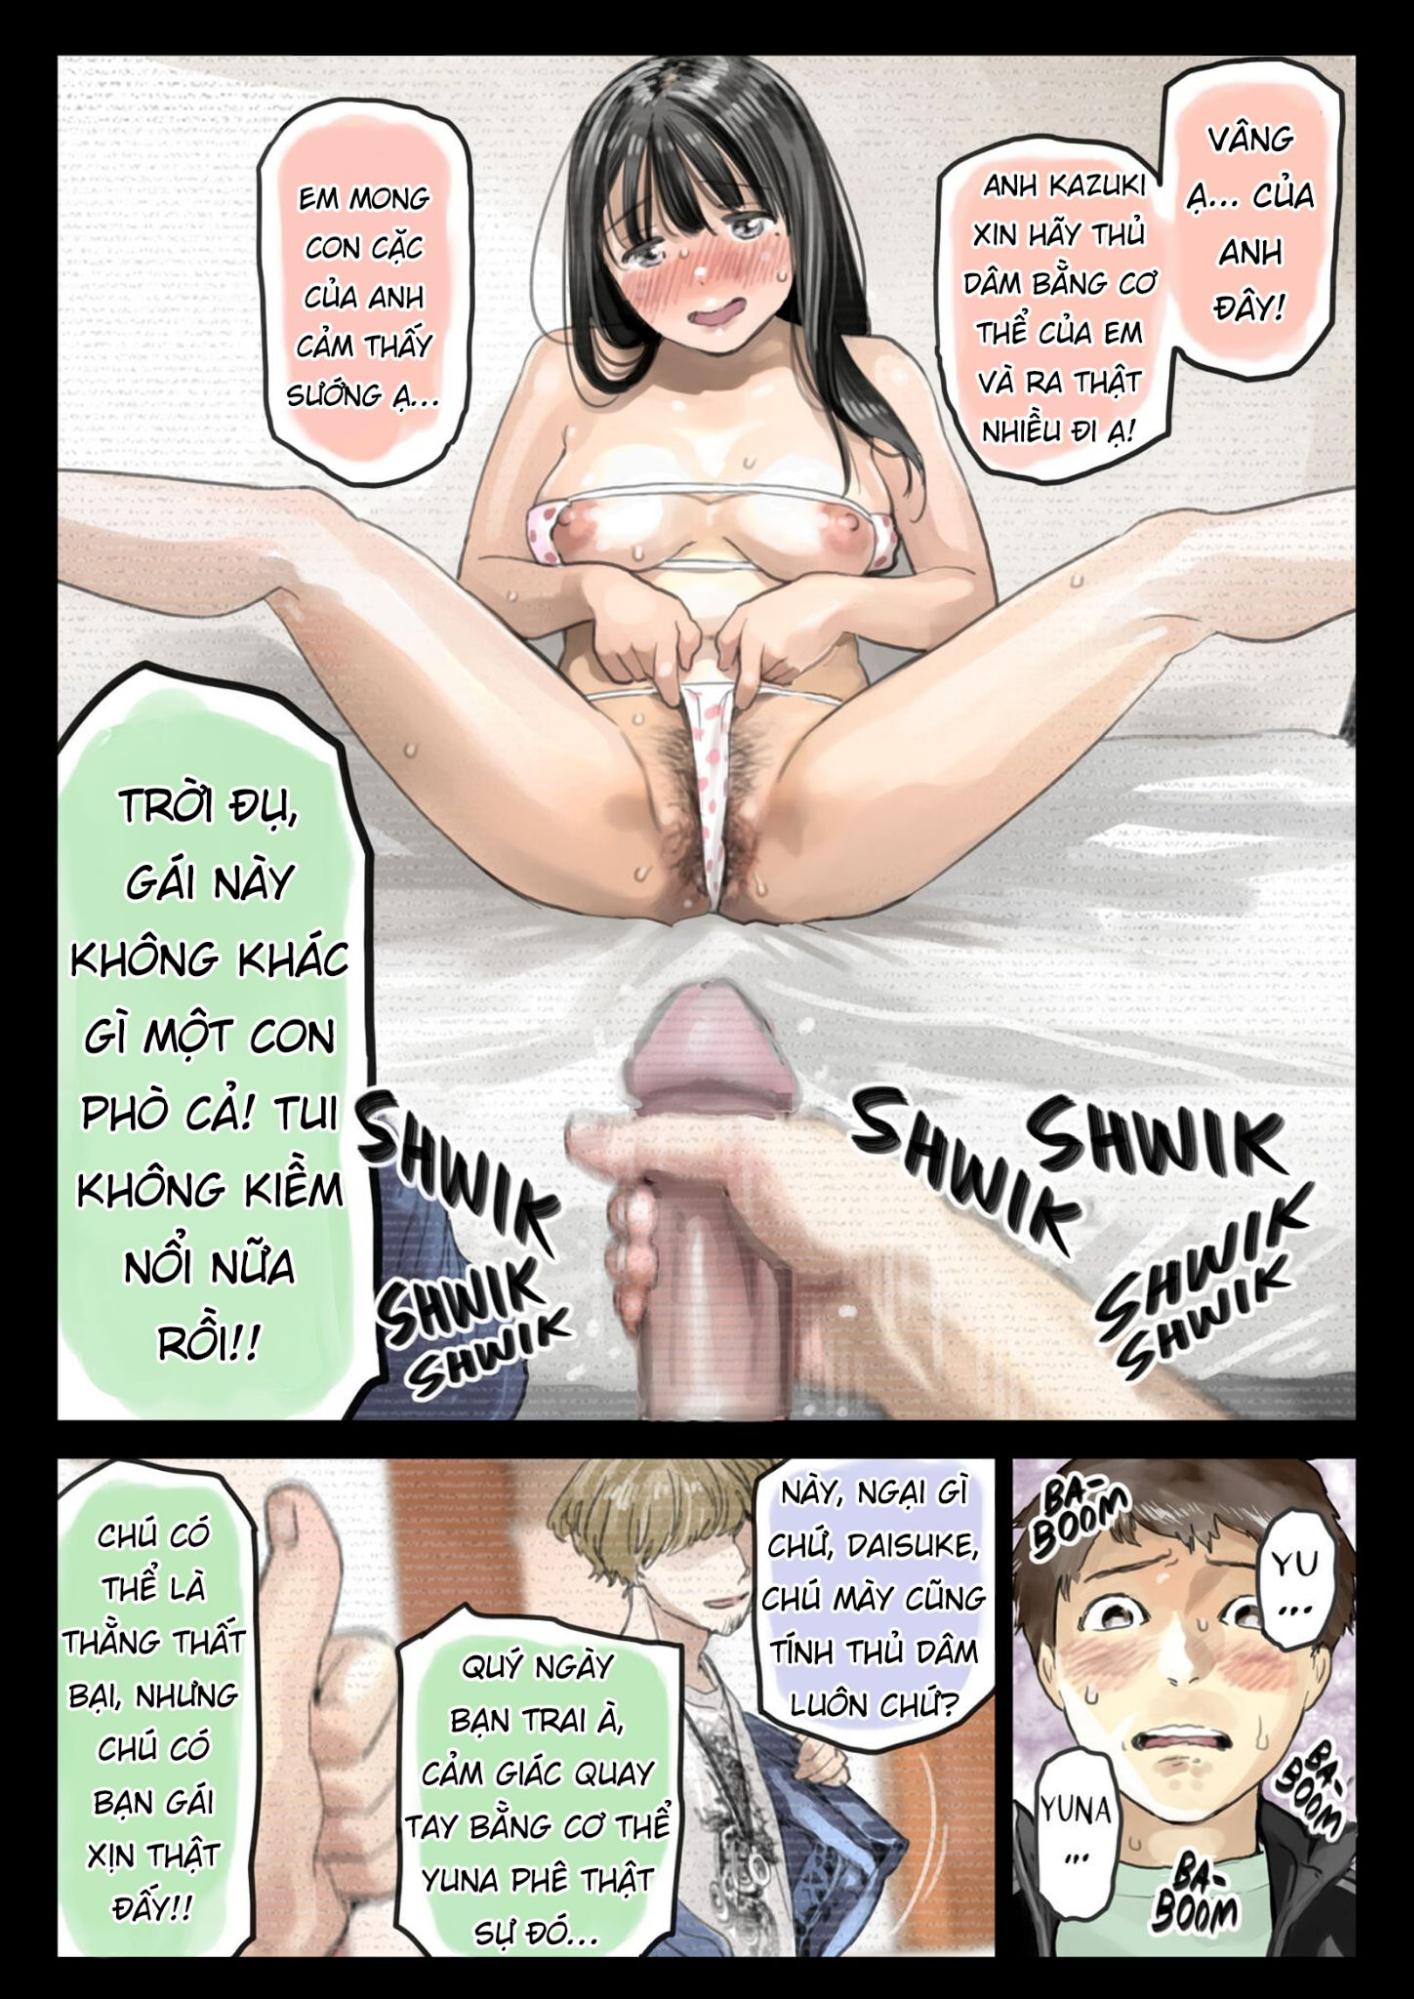 VÂNG
Ạ... CỦA
ANH
ĐÂY!
ANH KAZUKI
XIN HÃY THỦ
DÂM BẰNG CƠ
THỂ CỦA EM
VÀ RA THẬT
NHIỀU ĐI Ạ!
EM MONG
CON CẶC
CỦA ANH
CẢM THẤY
SƯỚNG Ạ...
TRỜI ĐỤ,
GÁI NÀY
KHÔNG KHÁC
GÌ MỘT CON
PHÒ CẢ! TUI
KHÔNG KIỀM
NỔI NỮA
RỒI!!
SHWIK
SHWIK
SHWIK
SHWIK
SHWIK
SHWIK
SHWIK
BA-
BOOM
YU
...
YUNA
...
BA-
BOOM
BA-
BOOM
NÀY, NGẠI GÌ
CHỨ, DAISUKE,
CHÚ MÀY CŨNG
TÍNH THỦ DÂM
LUÔN CHỨ?
QUÝ NGÀY
BẠN TRAI À,
CẢM GIÁC QUAY
TAY BẰNG CƠ THỂ
YUNA PHÊ THẬT
SỰ ĐÓ...
CHÚ CÓ
THỂ LÀ
THẰNG THẤT
BẠI, NHƯNG
CHÚ CÓ
BẠN GÁI
XỊN THẬT
ĐẤY!!